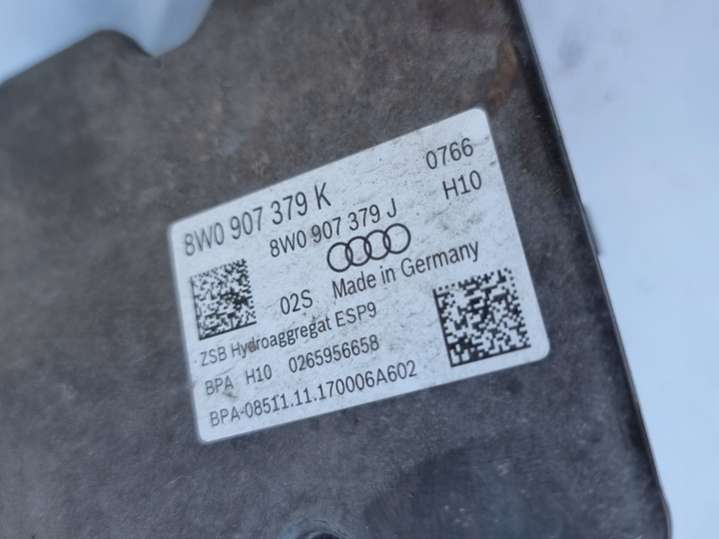 8W0 907 379 K
0766
8W0 907 379 J
H10
02S
Made in Germany
ZSB Hydroaggregat ESP9
BPA H10 0265956658
BPA-08511.11.170006A602